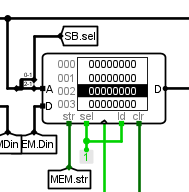 SB.sel
0-1
000 00000000
001 00000000
A D
002 00000000
D
003 00000000
str sel ld clr
MDin EM.Din
1
MEM.str